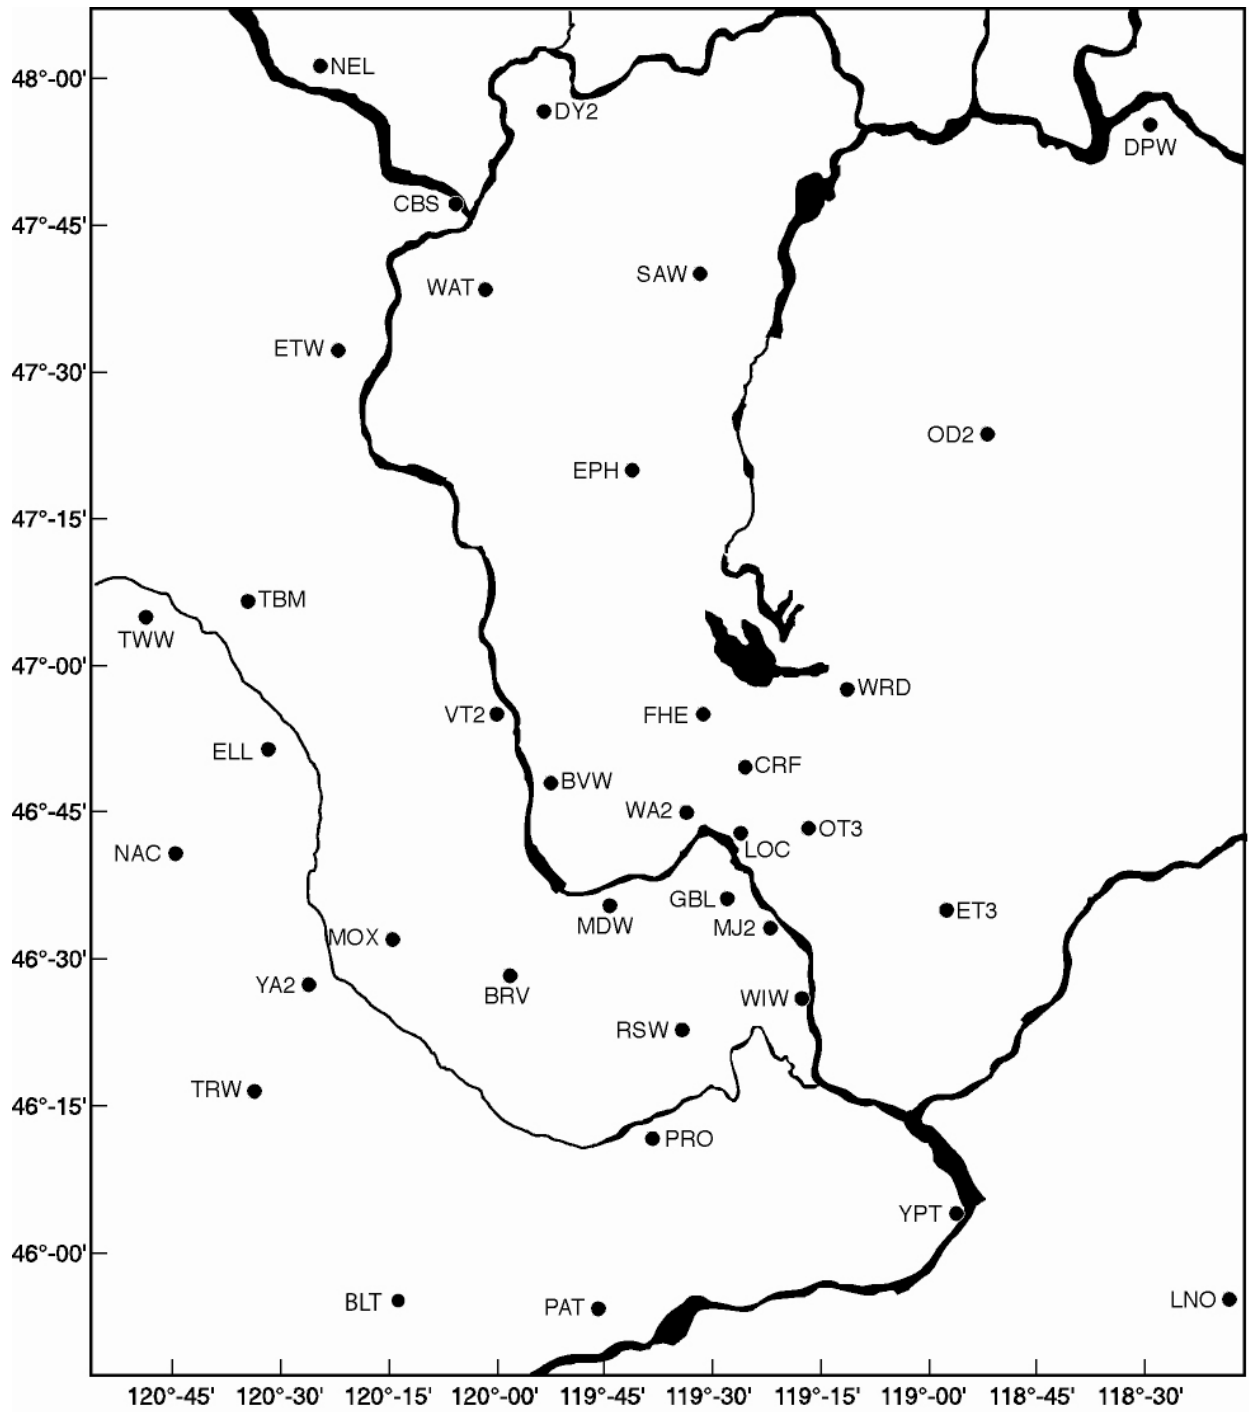 48°-00'
NEL
DY2
DPW
CBS
47°-45'
SAW
WAT
ETW
47°-30'
OD2
EPH
47°-15'
TBM
TWW
47°-00'
WRD
VT2
FHE
ELL
CRF
BVW
46°-45'
WA2
OT3
LOC
NAC
GBL
ET3
MDW
MJ2
MOX
46°-30'
YA2
BRV
WIW
RSW
TRW
46°-15'
PRO
YPT
46°-00'
BLT
PAT
LNO
120°-45' 120°-30' 120°-15' 120°-00' 119°-45' 119°-30' 119°-15' 119°-00' 118°-45' 118°-30'